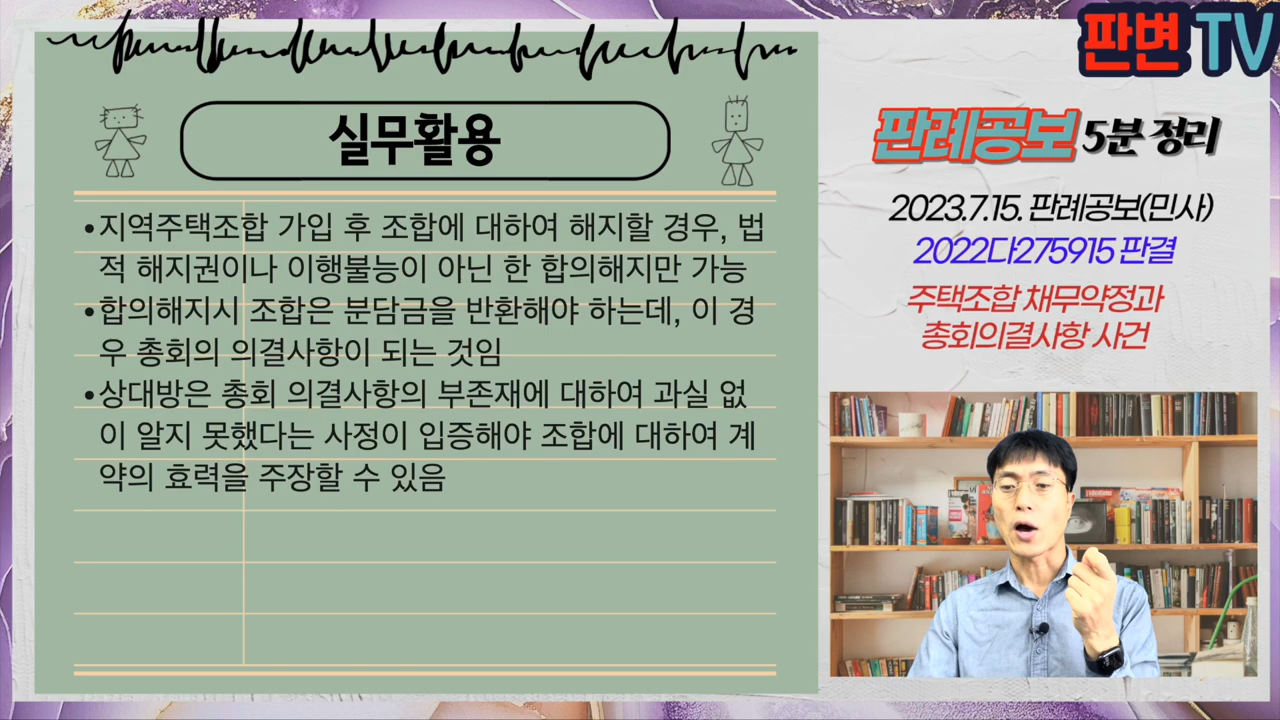 판변 TV
실무활용
•지역주택조합 가입 후 조합에 대하여 해지할 경우, 법
적 해지권이나 이행불능이 아닌 한 합의해지만 가능
•합의해지시 조합은 분담금을 반환해야 하는데, 이 경
우 총회의 의결사항이 되는 것임
•상대방은 총회 의결사항의 부존재에 대하여 과실 없
이 알지 못했다는 사정이 입증해야 조합에 대하여 계
약의 효력을 주장할 수 있음
판례공보 5분 정리
2023.7.15. 판례공보(민사)
2022다275915 판결
주택조합 채무약정과
총회의결사항 사건